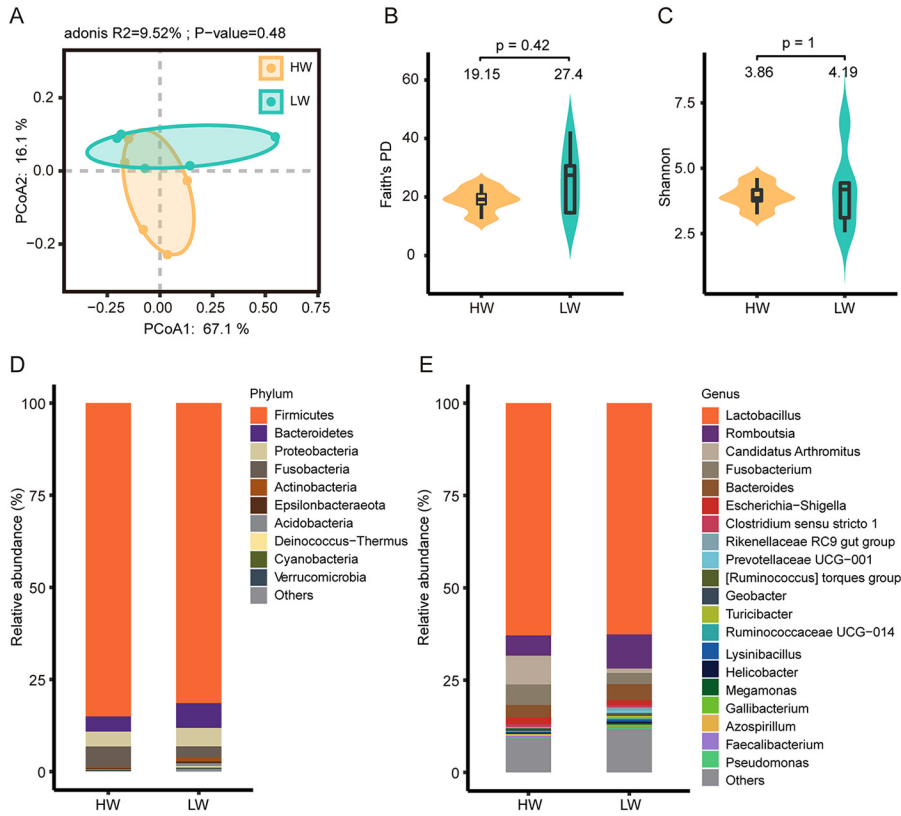 A
adonis R2=9.52% ; P-value=0.48
HW
LW
PCoA2: 16.1 %
0.2
0.0
−0.2
−0.25
0.00
0.25
0.50
0.75
PCoA1: 67.1 %
B
p = 0.42
19.15
27.4
Faith's PD
60
40
20
0
HW
LW
C
p = 1
3.86
4.19
Shannon
7.5
5.0
2.5
HW
LW
D
Relative abundance (%)
100
75
50
25
0
HW
LW
Phylum
Firmicutes
Bacteroidetes
Proteobacteria
Fusobacteria
Actinobacteria
Epsilonbacteraeota
Acidobacteria
Deinococcus−Thermus
Cyanobacteria
Verrucomicrobia
Others
E
Relative abundance (%)
100
75
50
25
0
HW
LW
Genus
Lactobacillus
Romboutsia
Candidatus Arthromitus
Fusobacterium
Bacteroides
Escherichia−Shigella
Clostridium sensu stricto 1
Rikenellaceae RC9 gut group
Prevotellaceae UCG−001
[Ruminococcus] torques group
Geobacter
Turicibacter
Ruminococcaceae UCG−014
Lysinibacillus
Helicobacter
Megamonas
Gallibacterium
Azospirillum
Faecalibacterium
Pseudomonas
Others